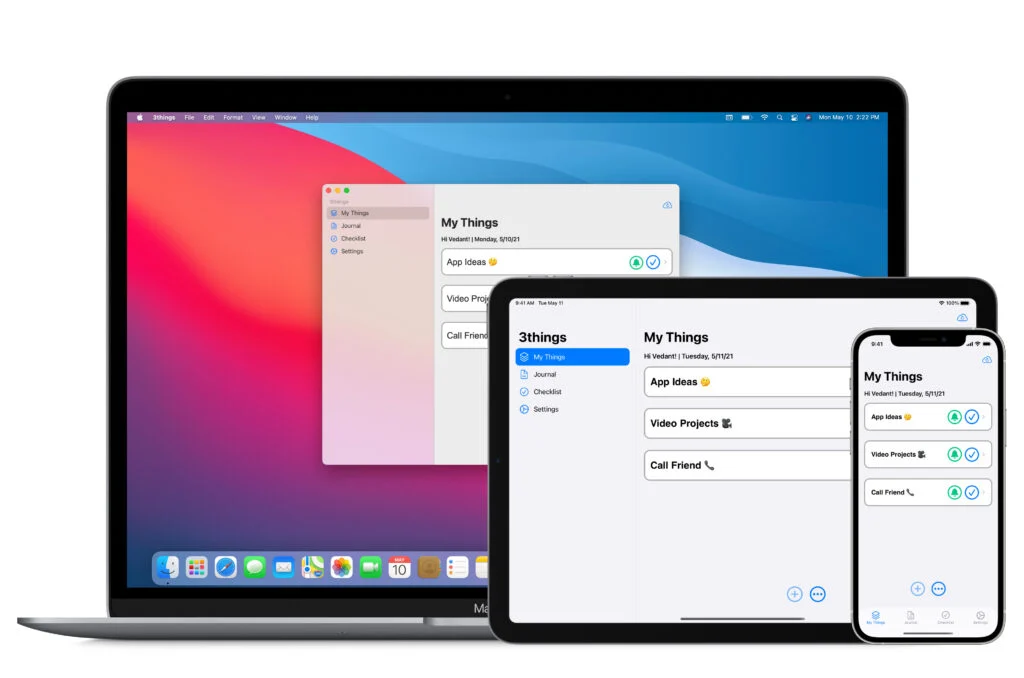 3things File Edit Format View Window Help
Mon May 10 2:22 PM
3things
My Things
Journal
Checklist
Settings
My Things
Hi Vedant! | Monday, 5/10/21
App Ideas 🤔
Video Proje
Call Friend
MAY
10
Ma
9:41 AM Tue May 11
100%
3things
My Things
Journal
Checklist
Settings
My Things
Hi Vedant! | Tuesday, 5/11/21
App Ideas 🤔
Video Projects 🎥
Call Friend 📞
9:41
My Things
Hi Vedant! | Tuesday, 5/11/21
App Ideas 🤔
Video Projects 🎥
Call Friend 📞
My Things Journal Checklist Settings